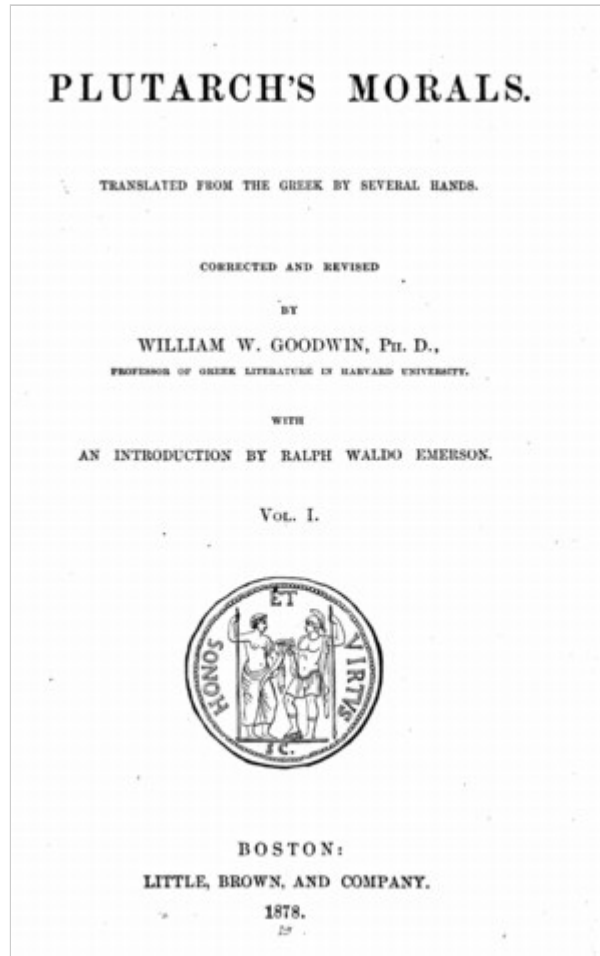 PLUTARCH'S MORALS.
TRANSLATED FROM THE GREEK BY SEVERAL HANDS.
CORRECTED AND REVISED
BY
WILLIAM W. GOODWIN, PH. D.,
PROFESSOR OF GREEK LITERATURE IN HARVARD UNIVERSITY.
WITH
AN INTRODUCTION BY RALPH WALDO EMERSON.
VOL. I.
HONOS
ET
VIRTVS
SC.
BOSTON:
LITTLE, BROWN, AND COMPANY.
1878.